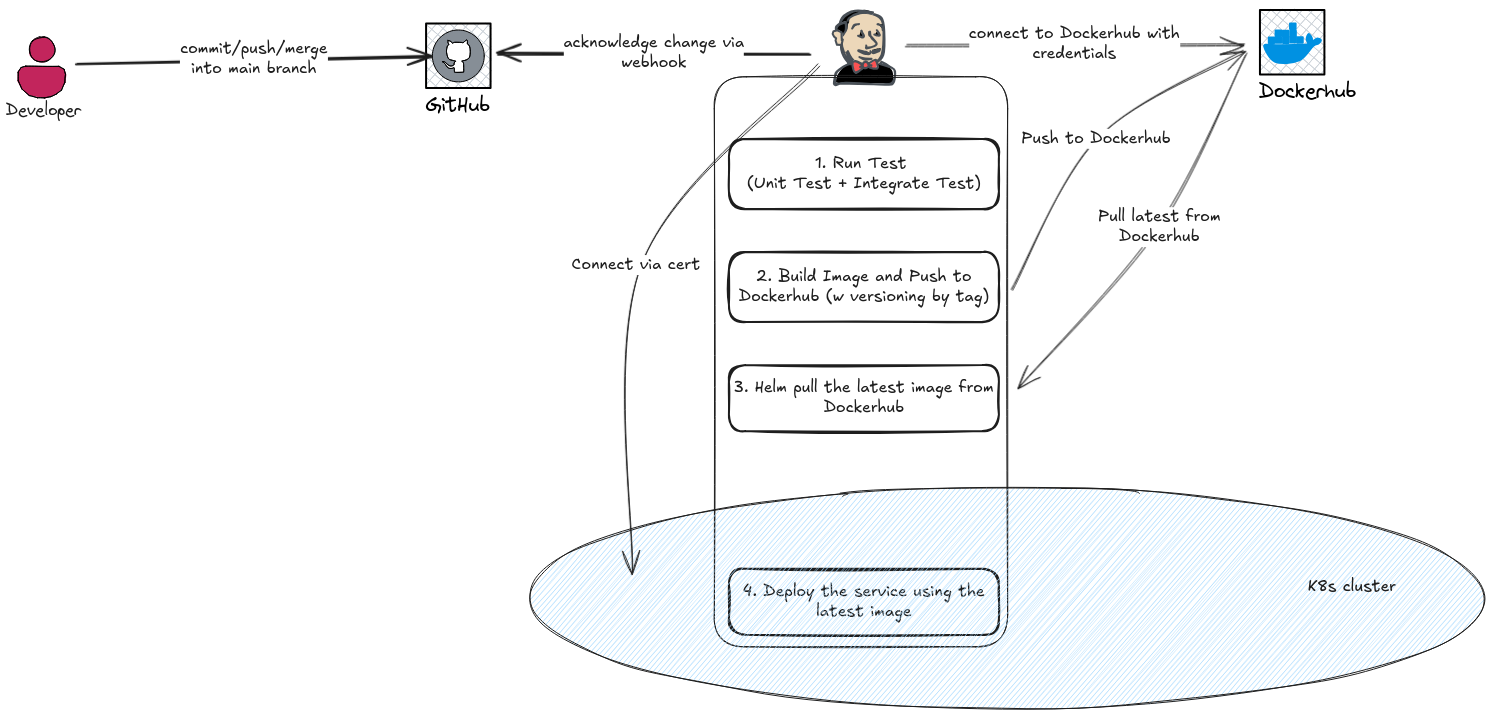 commit/push/merge
into main branch
Developer
GitHub
acknowledge change via
webhook
connect to Dockerhub with
credentials
Dockerhub
Push to Dockerhub
1. Run Test
(Unit Test + Integrate Test)
Pull latest from
Dockerhub
Connect via cert
2. Build Image and Push to
Dockerhub (w versioning by tag)
3. Helm pull the latest image from
Dockerhub
4. Deploy the service using the
latest image
K8s cluster